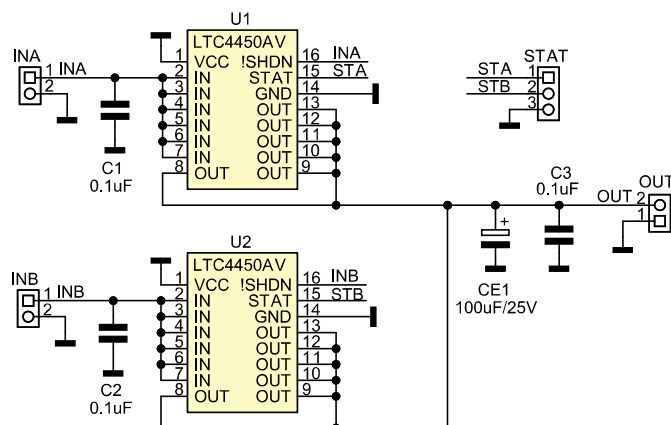 U1
LTC4450AV
INA
1 INA
2
1 VCC !SHDN 16 INA
2 IN STAT 15 STA
3 IN GND 14
4 IN OUT 13
5 IN OUT 12
6 IN OUT 11
7 IN OUT 10
8 OUT OUT 9
C1
0.1uF
STAT
STA 1
STB 2
3
C3
0.1uF
OUT
OUT 2
1
+
CE1
100uF/25V
U2
LTC4450AV
INB
1 INB
2
1 VCC !SHDN 16 INB
2 IN STAT 15 STB
3 IN GND 14
4 IN OUT 13
5 IN OUT 12
6 IN OUT 11
7 IN OUT 10
8 OUT OUT 9
C2
0.1uF